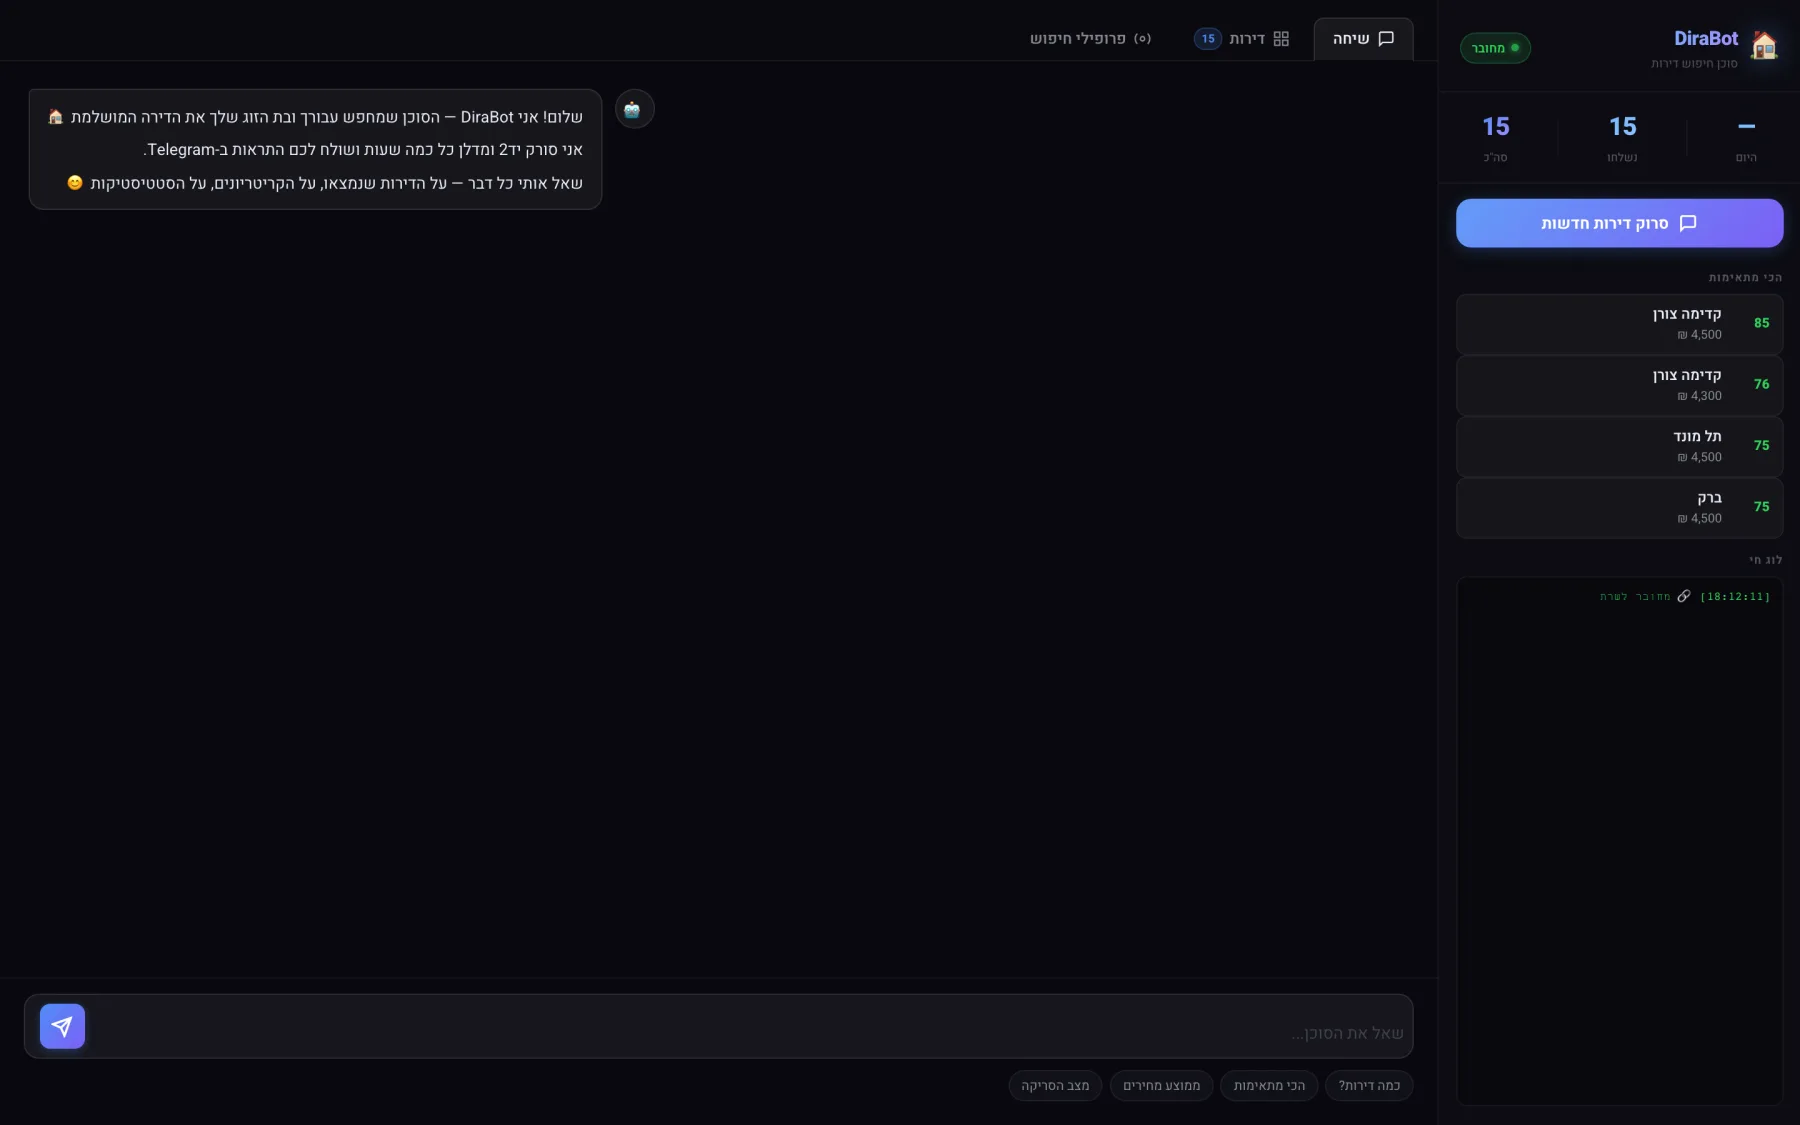 DiraBot
סוכן חיפוש דירות
מחובר
–
היום
15
נשלחו
15
סה"כ
סרוק דירות חדשות
הכי מתאימות
85
קדימה צורן
4,500 ₪
76
קדימה צורן
4,300 ₪
75
תל מונד
4,500 ₪
75
ברק
4,500 ₪
לוג חי
[18:12:11] 🔗 מחובר לשרת
שיחה
דירות 15
פרופילי חיפוש
שלום! אני DiraBot — הסוכן שמחפש עבורך ובת הזוג שלך את הדירה המושלמת 🏠
אני סורק יד2 ומדלן כל כמה שעות ושולח לכם התראות ב-Telegram.
שאל אותי כל דבר — על הדירות שנמצאו, על הקריטריונים, על הסטטיסטיקות 😊
שאל את הסוכן...
כמה דירות?
הכי מתאימות
ממוצע מחירים
מצב הסריקה